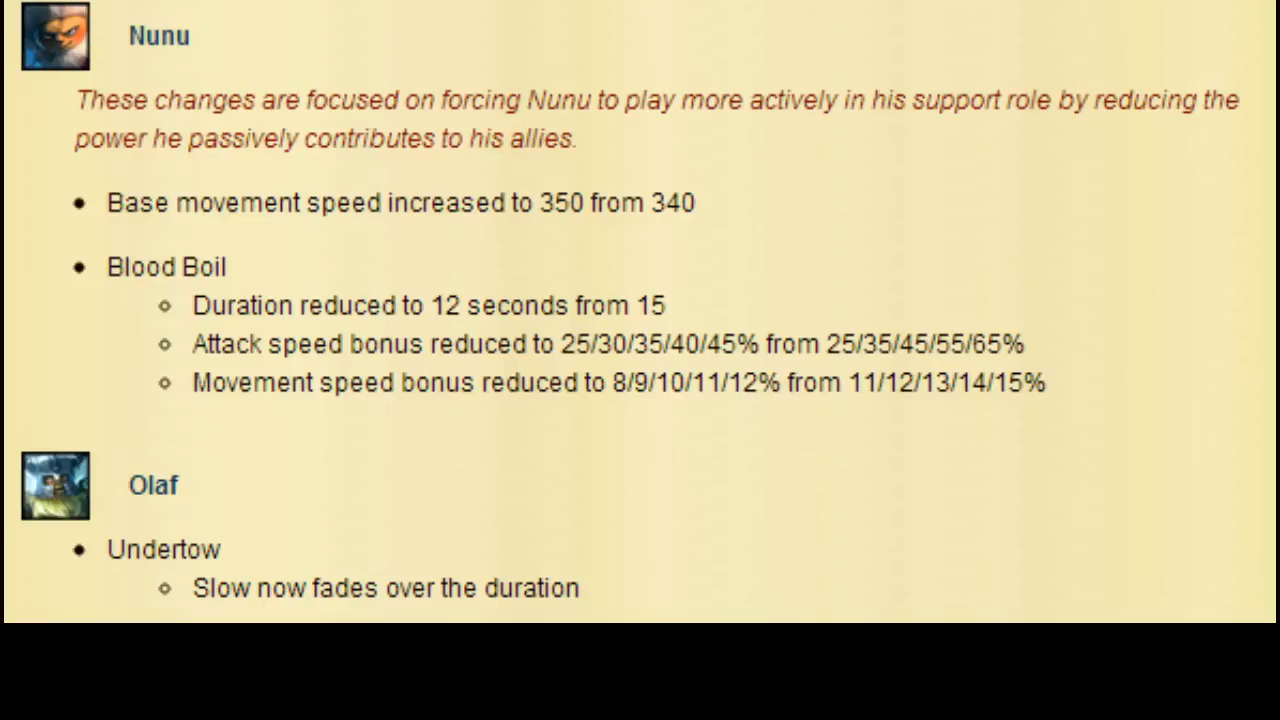 Nunu
These changes are focused on forcing Nunu to play more actively in his support role by reducing the
power he passively contributes to his allies.
Base movement speed increased to 350 from 340
Blood Boil
Duration reduced to 12 seconds from 15
Attack speed bonus reduced to 25/30/35/40/45% from 25/35/45/55/65%
Movement speed bonus reduced to 8/9/10/11/12% from 11/12/13/14/15%
Olaf
Undertow
Slow now fades over the duration